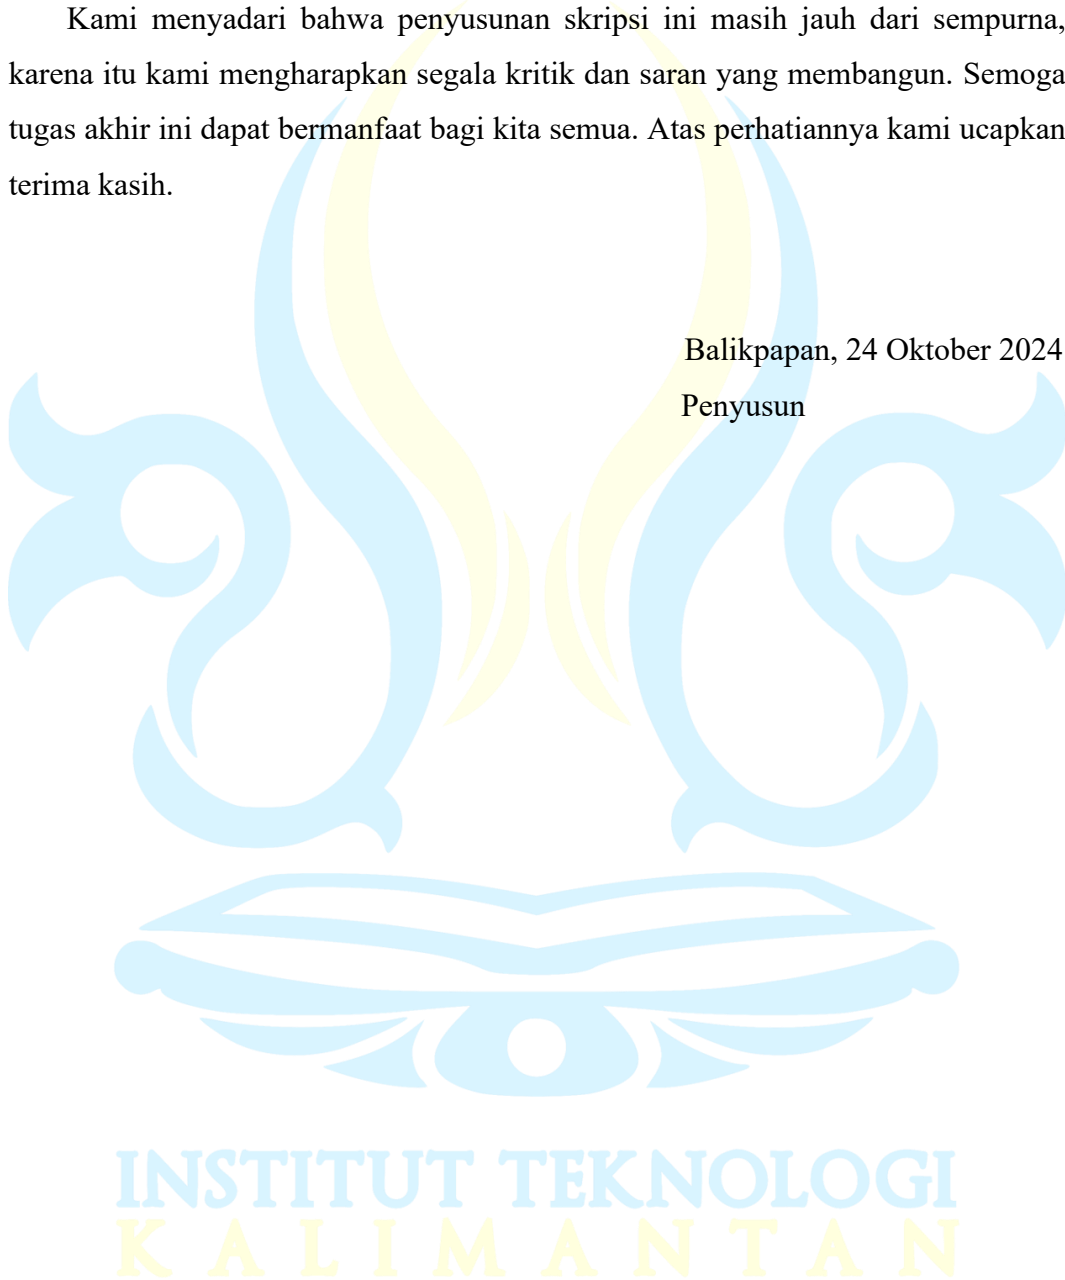 Kami menyadari bahwa penyusunan skripsi ini masih jauh dari sempurna,
karena itu kami mengharapkan segala kritik dan saran yang membangun. Semoga
tugas akhir ini dapat bermanfaat bagi kita semua. Atas perhatiannya kami ucapkan
terima kasih.
Balikpapan, 24 Oktober 2024
Penyusun
INSTITUT TEKNOLOGI
KALIMANTAN